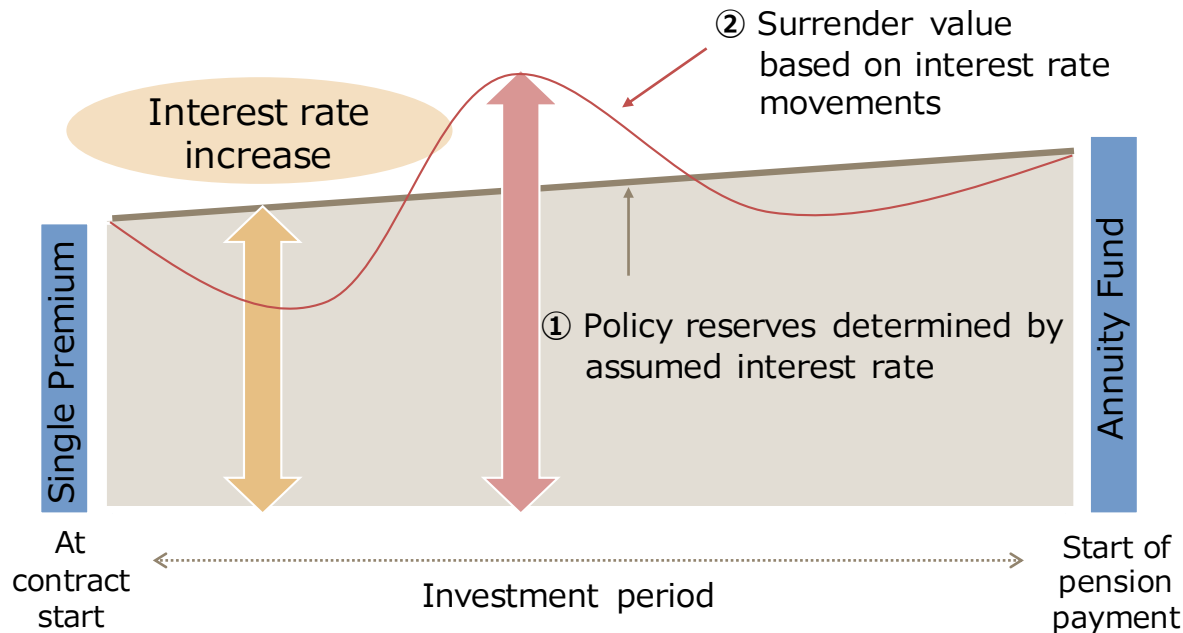 ② Surrender value
based on interest rate
movements
Interest rate
increase
① Policy reserves determined by
assumed interest rate
Single Premium
Annuity Fund
At
contract
start
Investment period
Start of
pension
payment